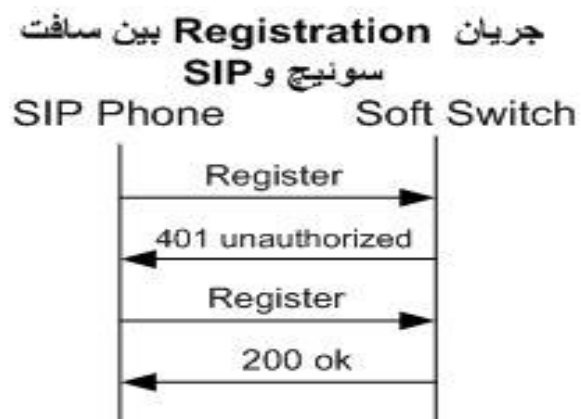 جریان Registration بین سافت
سوئیچ و SIP
SIP Phone Soft Switch
Register
401 unauthorized
Register
200 ok